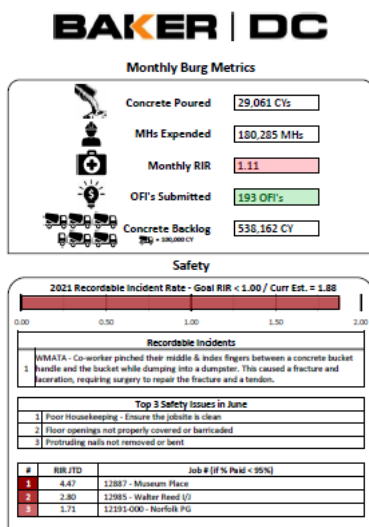 BAKER | DC
Monthly Burg Metrics
Concrete Poured 29,061 CYs
MHs Expended 180,285 MHs
Monthly RIR 1.11
OFI's Submitted 193 OFI's
Concrete Backlog 538,162 CY
= 100,000 CY
Safety
2021 Recordable Incident Rate - Goal RIR < 1.00 / Curr Est. = 1.88
0.00 0.50 1.00 1.50 2.00
Recordable Incidents
1 WMATA - Co-worker pinched their middle & index fingers between a concrete bucket
handle and the bucket while dumping into a dumpster. This caused a fracture and
laceration, requiring surgery to repair the fracture and a tendon.
Top 3 Safety Issues in June
1 Poor Housekeeping - Ensure the jobsite is clean
2 Floor openings not properly covered or barricaded
3 Protruding nails not removed or bent
# RIR JTD Job # (if % Paid < 95%)
1 4.47 12887 - Museum Place
2 2.80 12985 - Walter Reed I/J
3 1.71 12191-000 - Norfolk PG